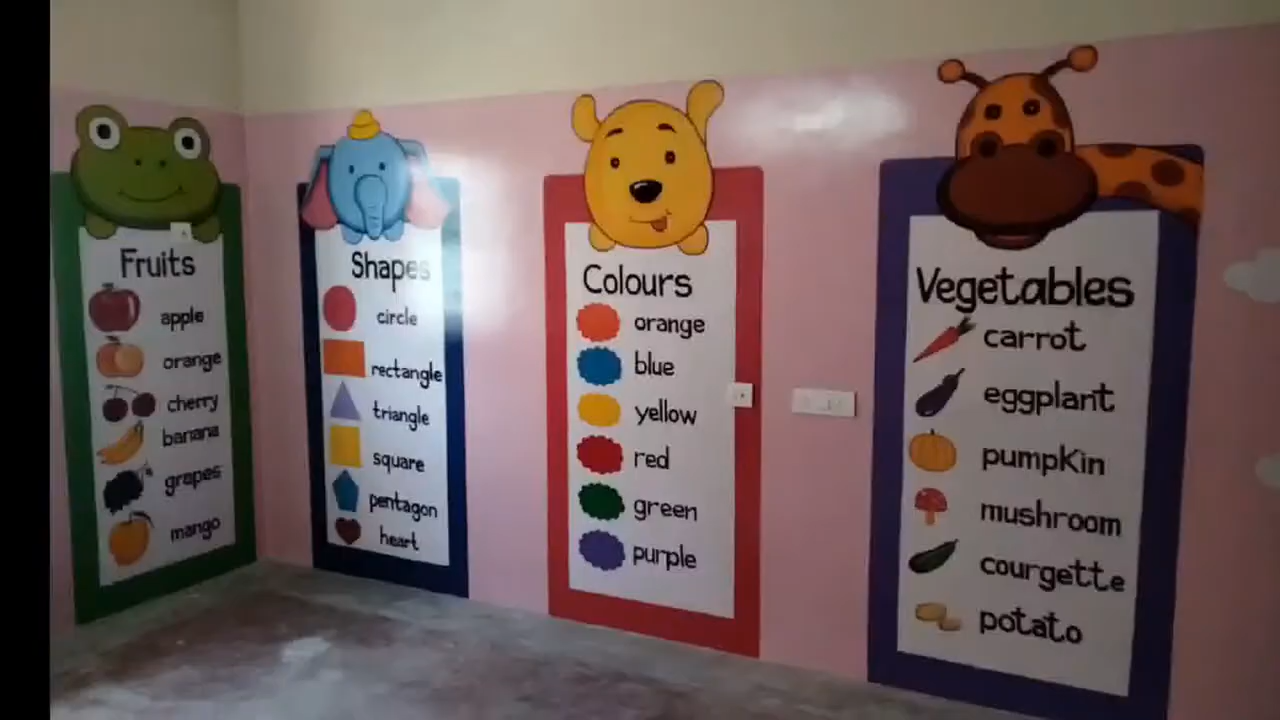 Fruits
apple
orange
cherry
banana
grapes
mango
Shapes
circle
rectangle
triangle
square
pentagon
heart
Colours
orange
blue
yellow
red
green
purple
Vegetables
carrot
eggplant
pumpkin
mushroom
courgette
potato